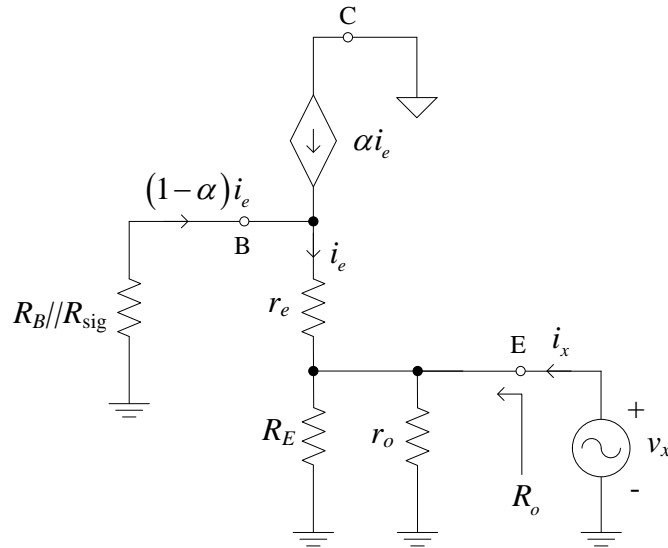 C
αi_e
(1−α)i_e
B
i_e
R_B//R_sig
r_e
E
i_x
R_E
r_o
R_o
+
v_x
-